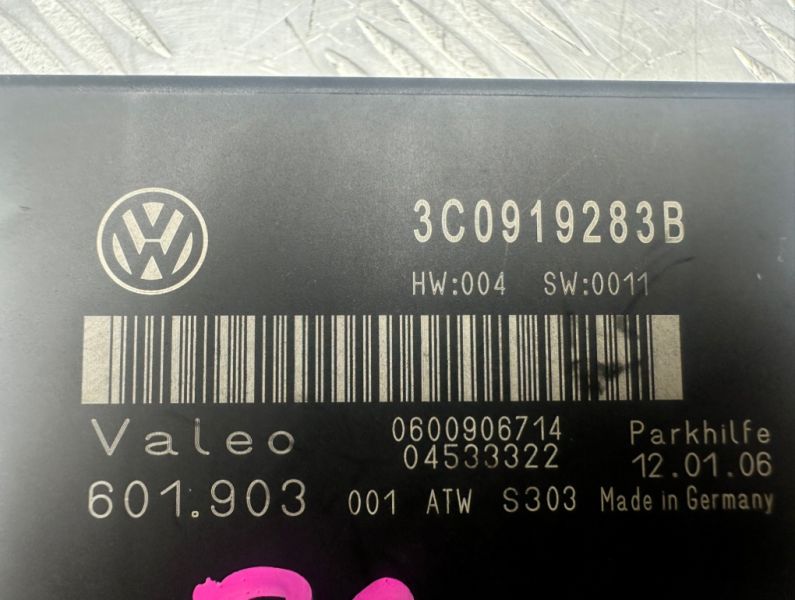 3C0919283B
HW:004 SW:0011
Valeo 0600906714 Parkhilfe
04533322 12.01.06
601.903 001 ATW S303 Made in Germany